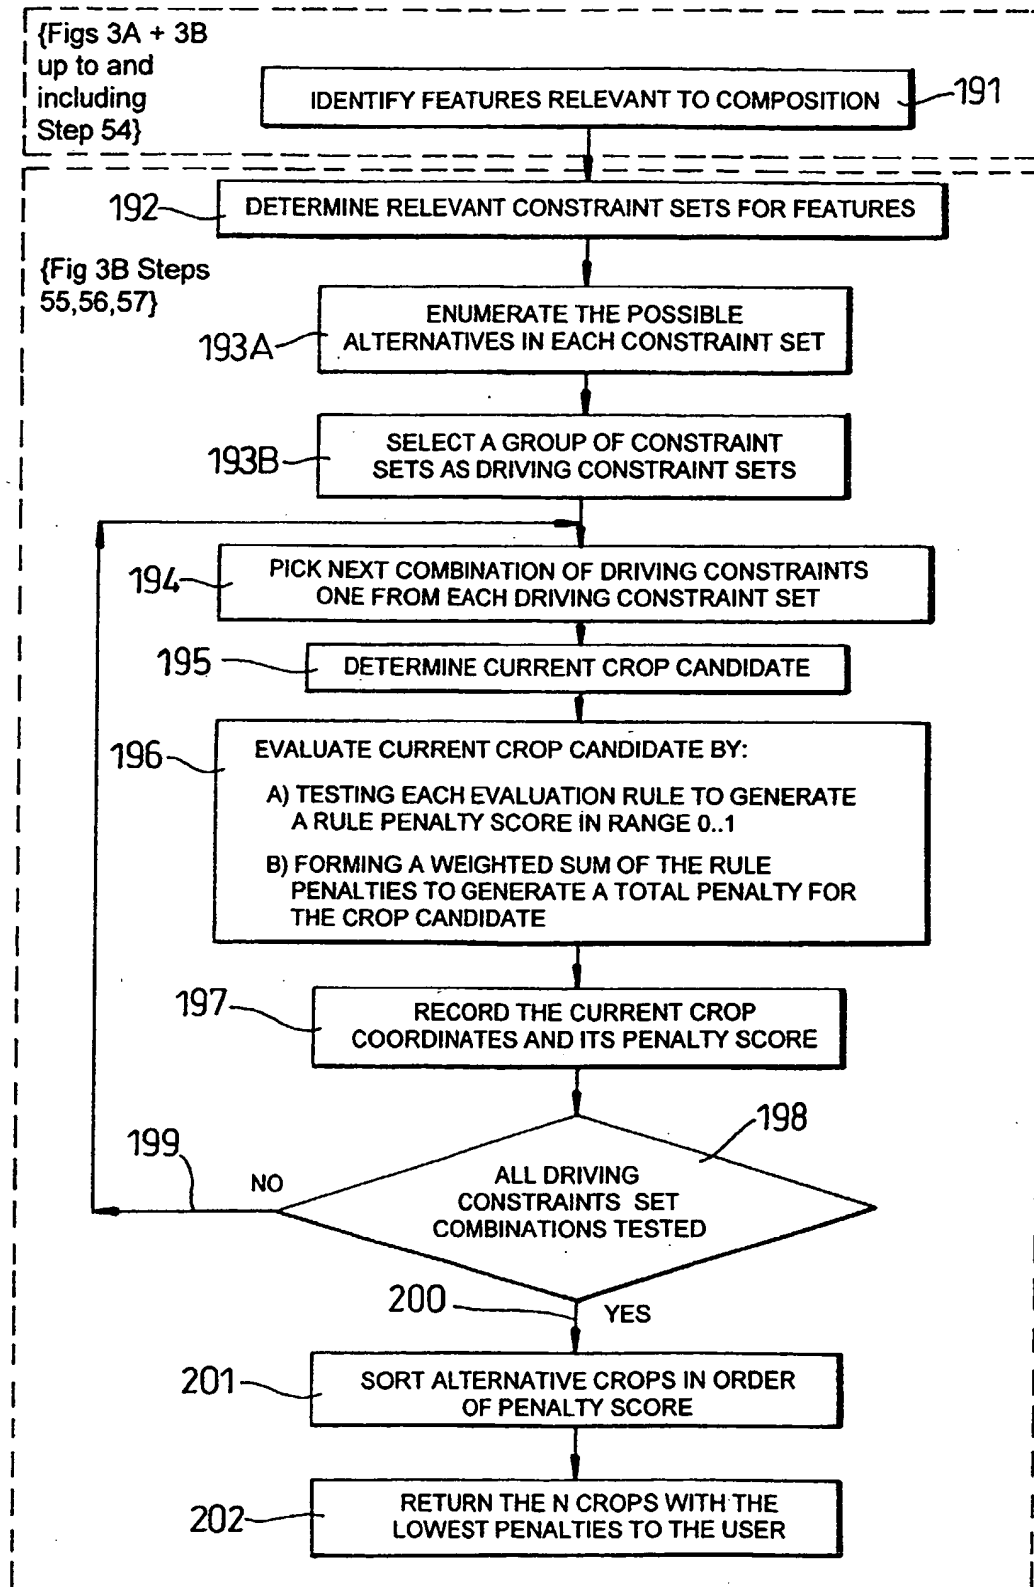 {Figs 3A + 3B
up to and
including
Step 54}
IDENTIFY FEATURES RELEVANT TO COMPOSITION
191
192
DETERMINE RELEVANT CONSTRAINT SETS FOR FEATURES
{Fig 3B Steps
55,56,57}
193A
ENUMERATE THE POSSIBLE
ALTERNATIVES IN EACH CONSTRAINT SET
193B
SELECT A GROUP OF CONSTRAINT
SETS AS DRIVING CONSTRAINT SETS
194
PICK NEXT COMBINATION OF DRIVING CONSTRAINTS
ONE FROM EACH DRIVING CONSTRAINT SET
195
DETERMINE CURRENT CROP CANDIDATE
196
EVALUATE CURRENT CROP CANDIDATE BY:
A) TESTING EACH EVALUATION RULE TO GENERATE
A RULE PENALTY SCORE IN RANGE 0..1
B) FORMING A WEIGHTED SUM OF THE RULE
PENALTIES TO GENERATE A TOTAL PENALTY FOR
THE CROP CANDIDATE
197
RECORD THE CURRENT CROP
COORDINATES AND ITS PENALTY SCORE
198
199
NO
ALL DRIVING
CONSTRAINTS SET
COMBINATIONS TESTED
200
YES
201
SORT ALTERNATIVE CROPS IN ORDER
OF PENALTY SCORE
202
RETURN THE N CROPS WITH THE
LOWEST PENALTIES TO THE USER